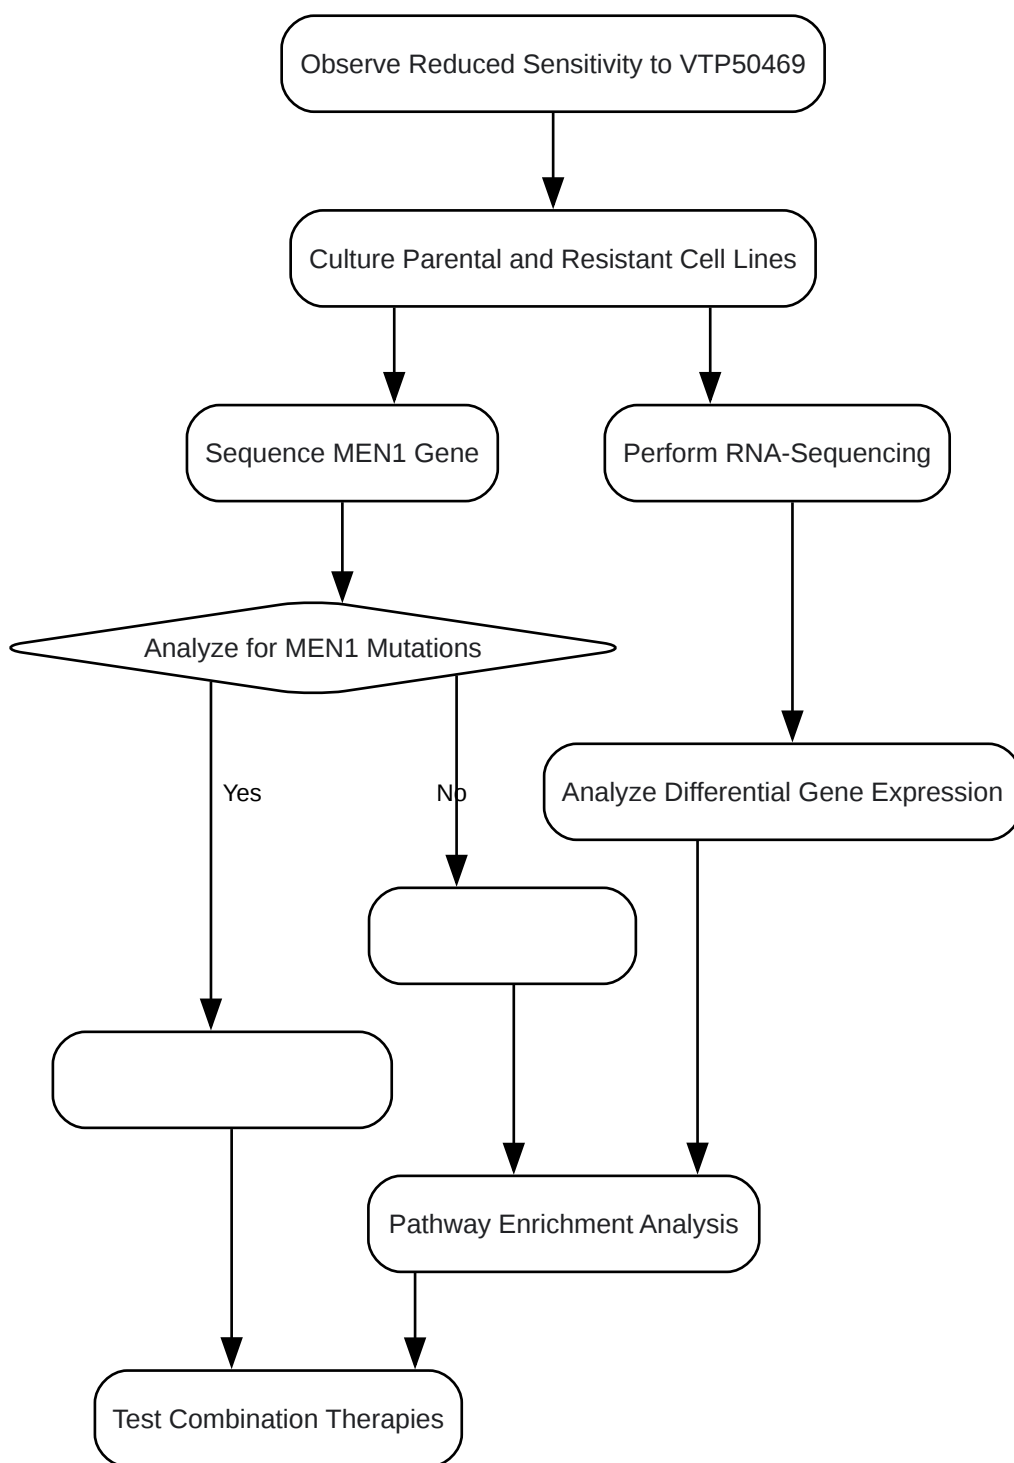 Observe Reduced Sensitivity to VTP50469
Culture Parental and Resistant Cell Lines
Sequence MEN1 Gene
Perform RNA-Sequencing
Analyze for MEN1 Mutations
Yes
No
Analyze Differential Gene Expression
Pathway Enrichment Analysis
Test Combination Therapies